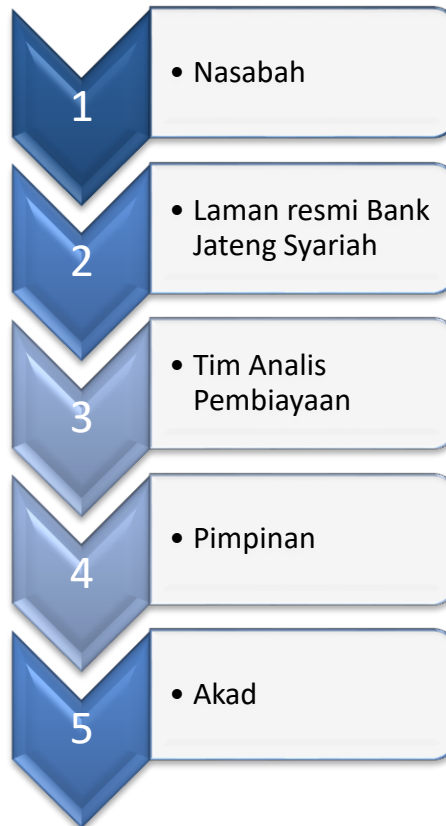 1
• Nasabah
2
• Laman resmi Bank
Jateng Syariah
3
• Tim Analis
Pembiayaan
4
• Pimpinan
5
• Akad